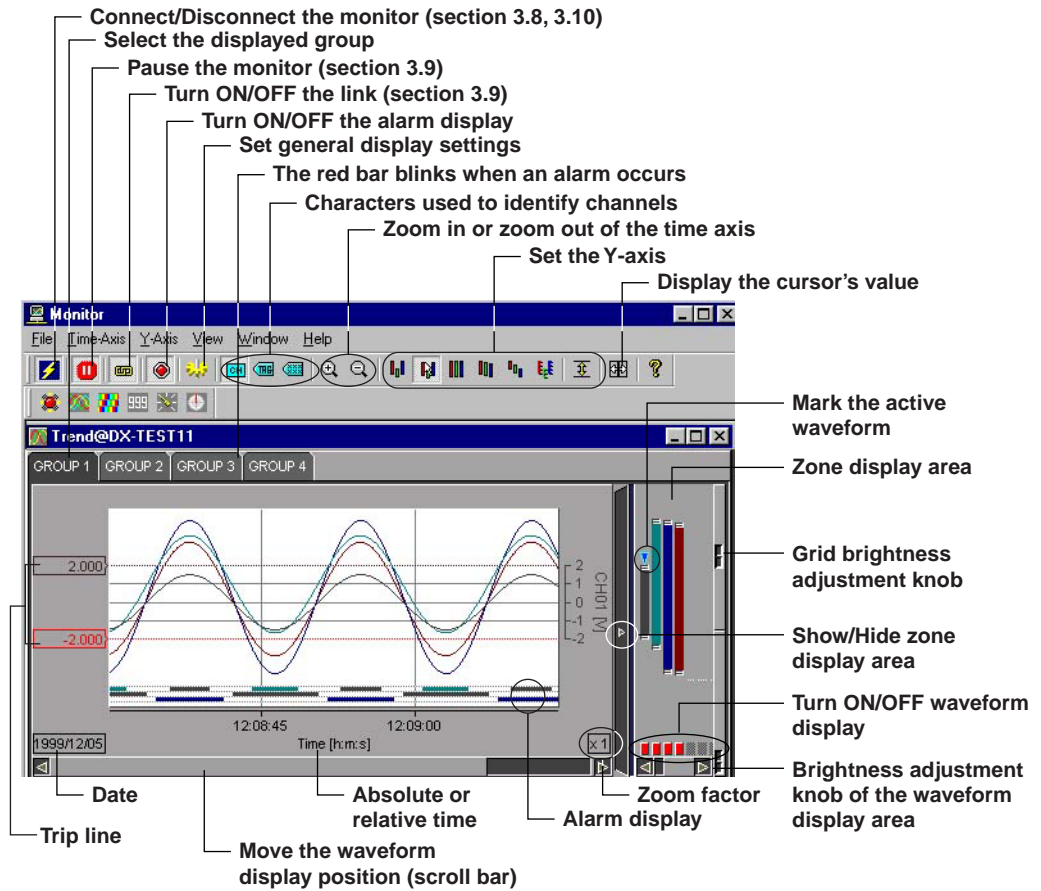 Connect/Disconnect the monitor (section 3.8, 3.10)
Select the displayed group
Pause the monitor (section 3.9)
Turn ON/OFF the link (section 3.9)
Turn ON/OFF the alarm display
Set general display settings
The red bar blinks when an alarm occurs
Characters used to identify channels
Zoom in or zoom out of the time axis
Set the Y-axis
Display the cursor's value
Monitor
File Time-Axis Y-Axis View Window Help
CH TAG
999
Mark the active
waveform
Trend@DX-TEST11
Zone display area
GROUP 1 GROUP 2 GROUP 3 GROUP 4
Grid brightness
adjustment knob
2.000
-2.000
2
1
0
-1
-2
CH01 [V]
Show/Hide zone
display area
Turn ON/OFF waveform
display
12:08:45 12:09:00
1999/12/05 Time [h:m:s] x 1
Brightness adjustment
knob of the waveform
display area
Date
Absolute or
relative time
Zoom factor
Alarm display
Trip line
Move the waveform
display position (scroll bar)